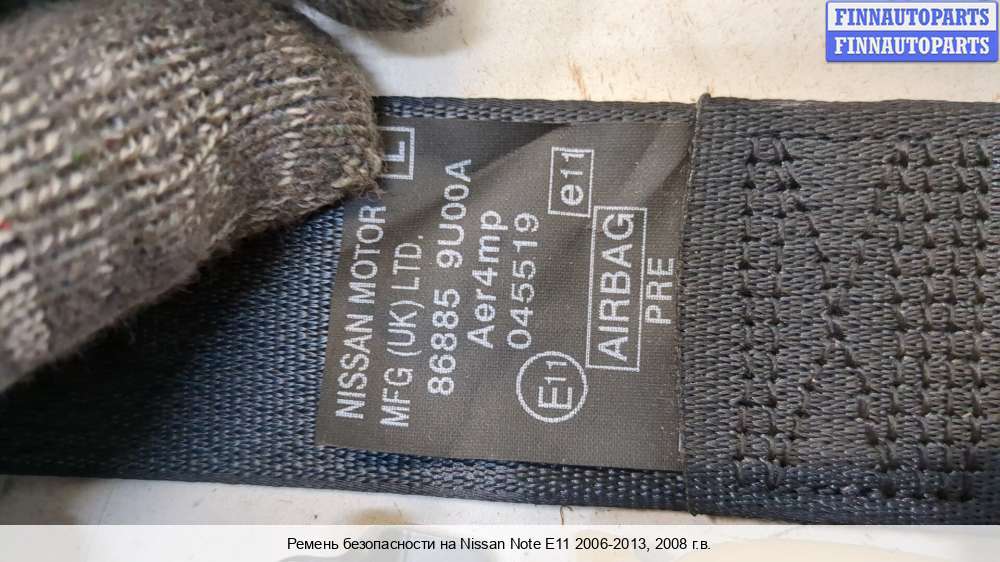 FINNAUTOPARTS
FINNAUTOPARTS
NISSAN MOTOR L
MFG (UK) LTD.
86885 9U00A
Aer4mp
045519
E11 e11
AIRBAG
PRE
Ремень безопасности на Nissan Note E11 2006-2013, 2008 г.в.